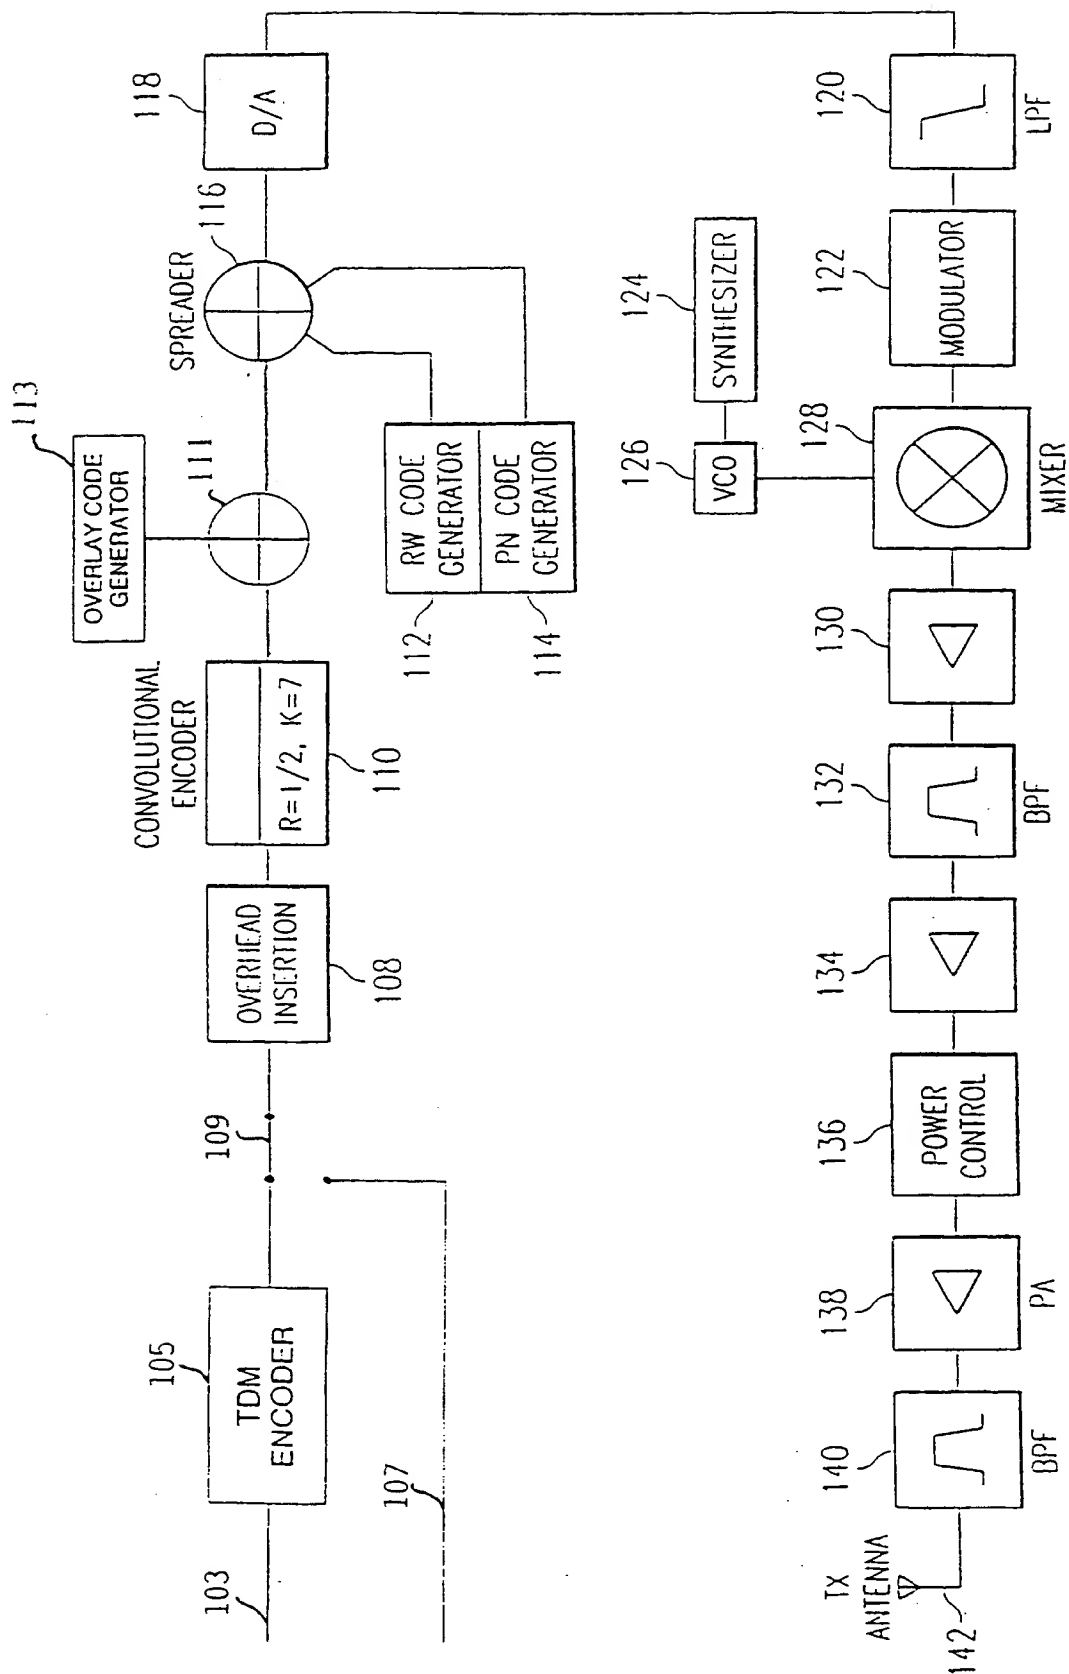 103
105
TDM
ENCODER
107
109
OVERHEAD
INSERTION
108
CONVOLUTIONAL
ENCODER
R=1/2, K=7
110
OVERLAY CODE
GENERATOR
113
111
RW CODE
GENERATOR
PN CODE
GENERATOR
112
114
SPREADER
116
118
D/A
TX
ANTENNA
142
140
BPF
138
PA
136
POWER
CONTROL
134
132
BPF
130
128
MIXER
126
VCO
124
SYNTHESIZER
122
MODULATOR
120
LPF